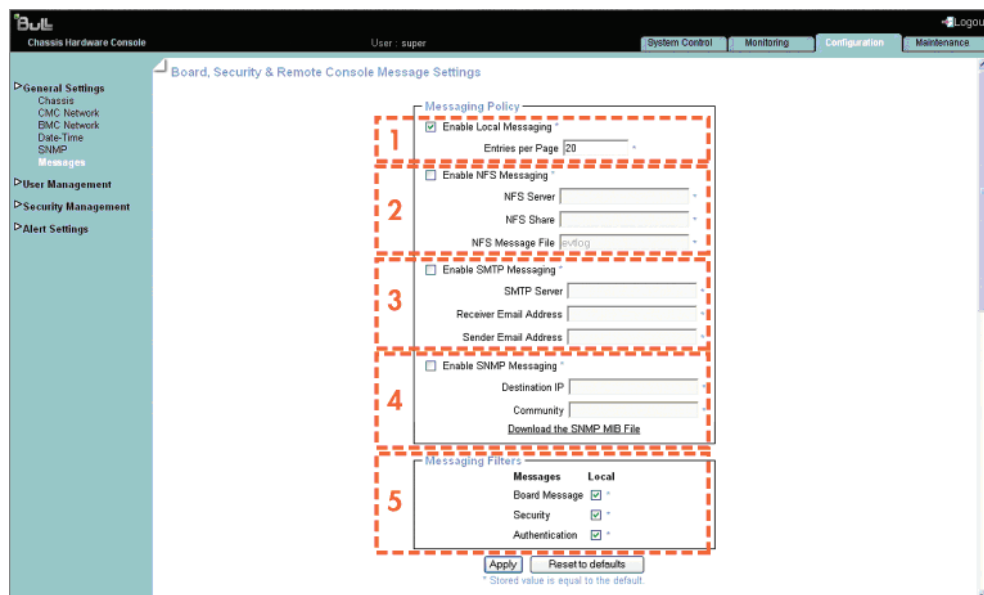 Bull
Logou
Chassis Hardware Console
User : super
System Control
Monitoring
Configuration
Maintenance
General Settings
Chassis
CMC Network
BMC Network
Date-Time
SNMP
Messages
User Management
Security Management
Alert Settings
Board, Security & Remote Console Message Settings
Messaging Policy
1
Enable Local Messaging *
Entries per Page 20 *
2
Enable NFS Messaging *
NFS Server *
NFS Share *
NFS Message File evtlog *
3
Enable SMTP Messaging *
SMTP Server *
Receiver Email Address *
Sender Email Address *
4
Enable SNMP Messaging *
Destination IP *
Community *
Download the SNMP MIB File
5
Messaging Filters
Messages Local
Board Message *
Security *
Authentication *
Apply Reset to defaults
* Stored value is equal to the default.